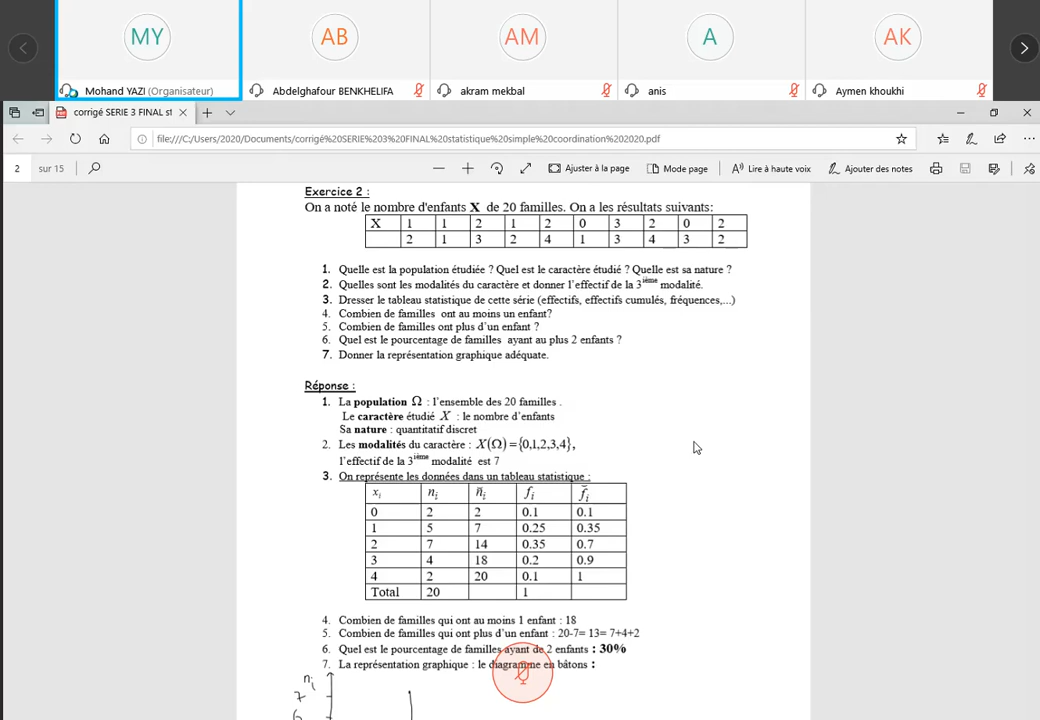 MY
AB
AM
A
AK
Mohand YAZI (Organisateur)
Abdelghafour BENKHELIFA
akram mekbal
anis
Aymen khoukhi
corrigé SERIE 3 FINAL st
file:///C:/Users/2020/Documents/corrigé%20SERIE%203%20FINAL%20statistique%20simple%20coordination%202020.pdf
2 sur 15
Ajuster à la page
Mode page
Lire à haute voix
Ajouter des notes
Exercice 2 :
On a noté le nombre d'enfants X de 20 familles. On a les résultats suivants:
X 1 1 2 1 2 0 3 2 0 2
2 1 3 2 4 1 3 4 3 2
1. Quelle est la population étudiée ? Quel est le caractère étudié ? Quelle est sa nature ?
2. Quelles sont les modalités du caractère et donner l'effectif de la 3ième modalité.
3. Dresser le tableau statistique de cette série (effectifs, effectifs cumulés, fréquences,...)
4. Combien de familles ont au moins un enfant?
5. Combien de familles ont plus d'un enfant ?
6. Quel est le pourcentage de familles ayant au plus 2 enfants ?
7. Donner la représentation graphique adéquate.
Réponse :
1. La population Ω : l'ensemble des 20 familles .
Le caractère étudié X : le nombre d'enfants
Sa nature : quantitatif discret
2. Les modalités du caractère : X(Ω) = {0,1,2,3,4},
l'effectif de la 3ième modalité est 7
3. On représente les données dans un tableau statistique :
xi ni n̆i fi f̆i
0 2 2 0.1 0.1
1 5 7 0.25 0.35
2 7 14 0.35 0.7
3 4 18 0.2 0.9
4 2 20 0.1 1
Total 20 1
4. Combien de familles qui ont au moins 1 enfant : 18
5. Combien de familles qui ont plus d'un enfant : 20-7= 13= 7+4+2
6. Quel est le pourcentage de familles ayant de 2 enfants : 30%
7. La représentation graphique : le diagramme en bâtons :
ni
7
6